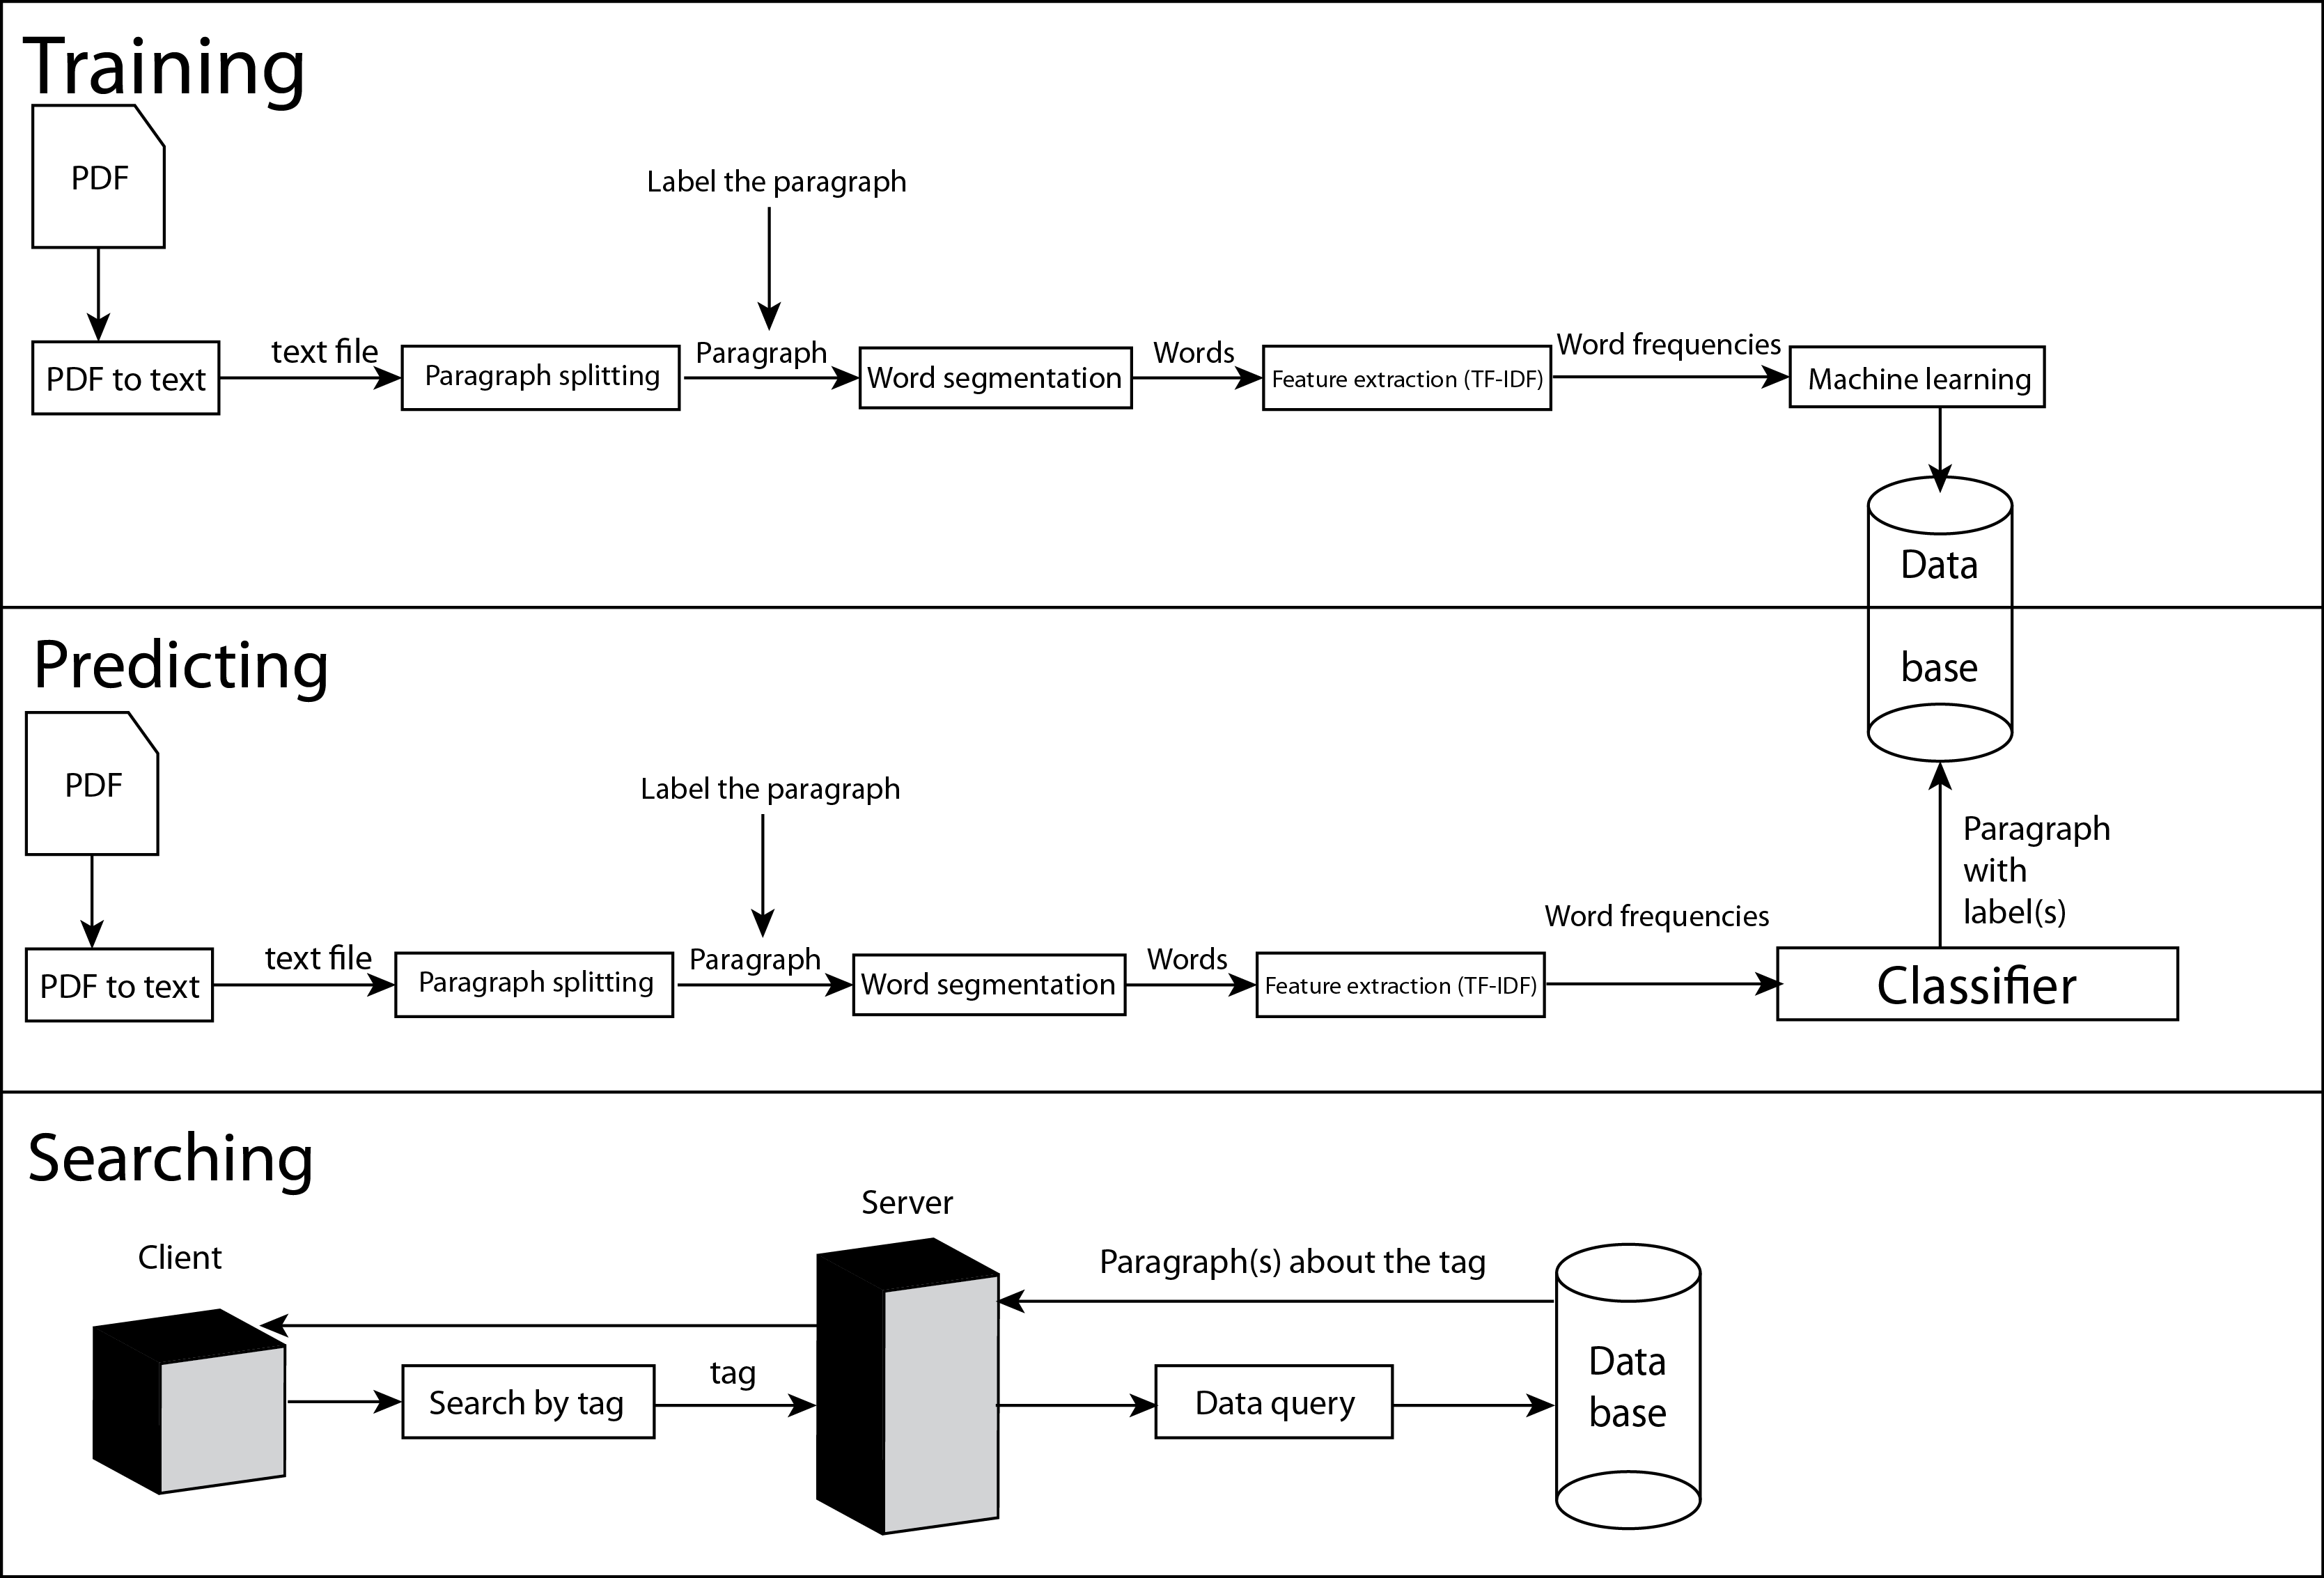 Training
PDF
Label the paragraph
PDF to text
text file
Paragraph splitting
Paragraph
Word segmentation
Words
Feature extraction (TF-IDF)
Word frequencies
Machine learning
Data
base
Predicting
PDF
Label the paragraph
PDF to text
text file
Paragraph splitting
Paragraph
Word segmentation
Words
Feature extraction (TF-IDF)
Word frequencies
Classifier
Paragraph
with
label(s)
Searching
Client
Server
Paragraph(s) about the tag
Search by tag
tag
Data query
Data
base